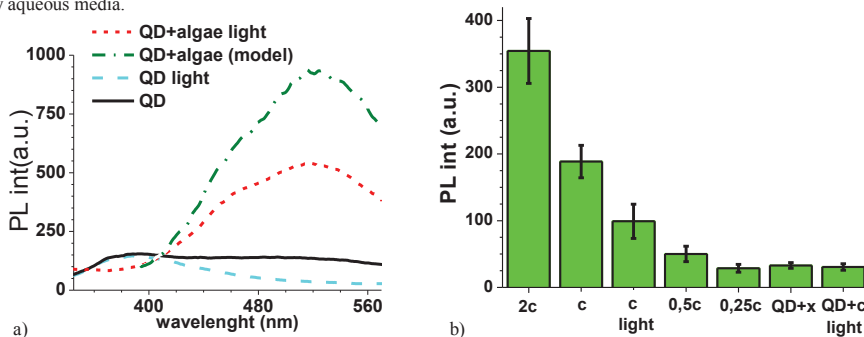 aqueous media.
QD+algae light
QD+algae (model)
QD light
QD
1000
750
500
250
0
PL int(a.u.)
400
480
560
wavelenght (nm)
a)
400
300
200
100
0
PL int (a.u.)
2c
c
c
light
0,5c
0,25c
QD+x
QD+c
light
b)